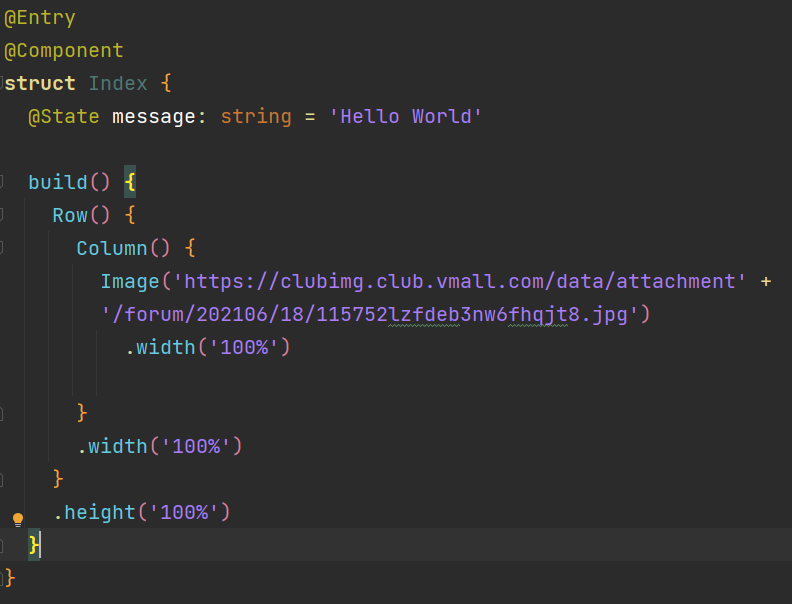 @Entry
@Component
struct Index {
  @State message: string = 'Hello World'

  build() {
    Row() {
      Column() {
        Image('https://clubimg.club.vmall.com/data/attachment' +
        '/forum/202106/18/115752lzfdeb3nw6fhqjt8.jpg')
          .width('100%')

      }
      .width('100%')
    }
    .height('100%')
  }
}